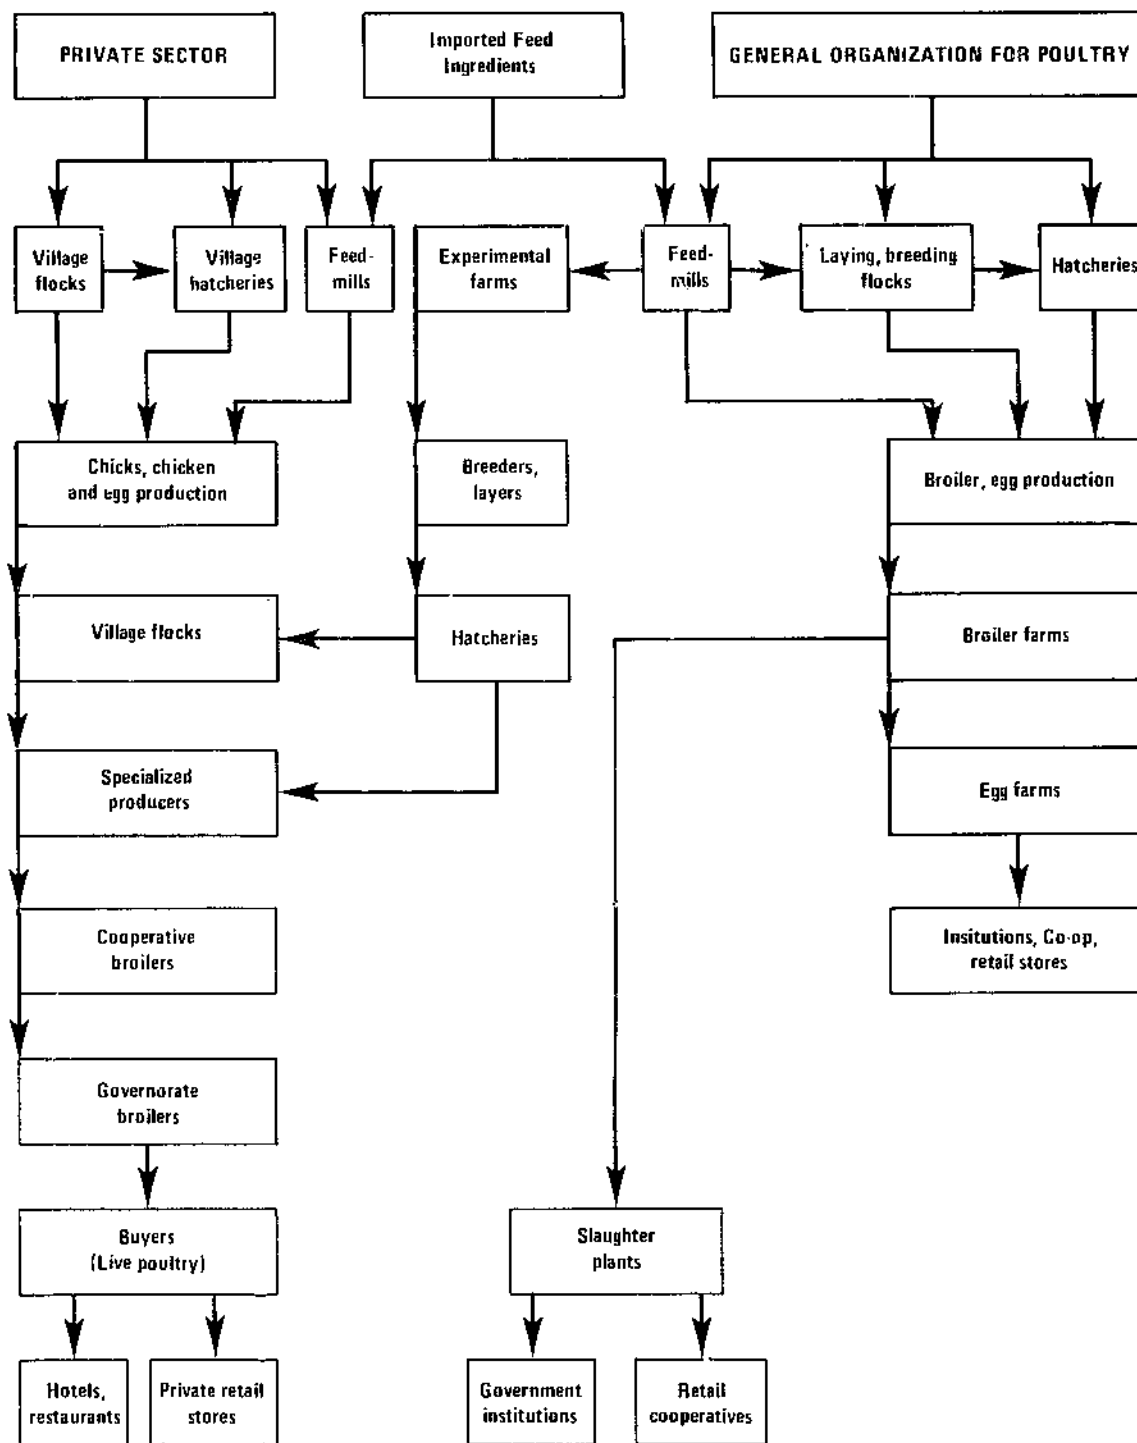 PRIVATE SECTOR
Imported Feed
Ingredients
GENERAL ORGANIZATION FOR POULTRY
Village
flocks
Village
hatcheries
Feed-
mills
Experimental
farms
Feed-
mills
Laying, breeding
flocks
Hatcheries
Chicks, chicken
and egg production
Breeders,
layers
Broiler, egg production
Village flocks
Hatcheries
Broiler farms
Specialized
producers
Egg farms
Cooperative
broilers
Insitutions, Co-op,
retail stores
Governorate
broilers
Buyers
(Live poultry)
Slaughter
plants
Hotels,
restaurants
Private retail
stores
Government
institutions
Retail
cooperatives